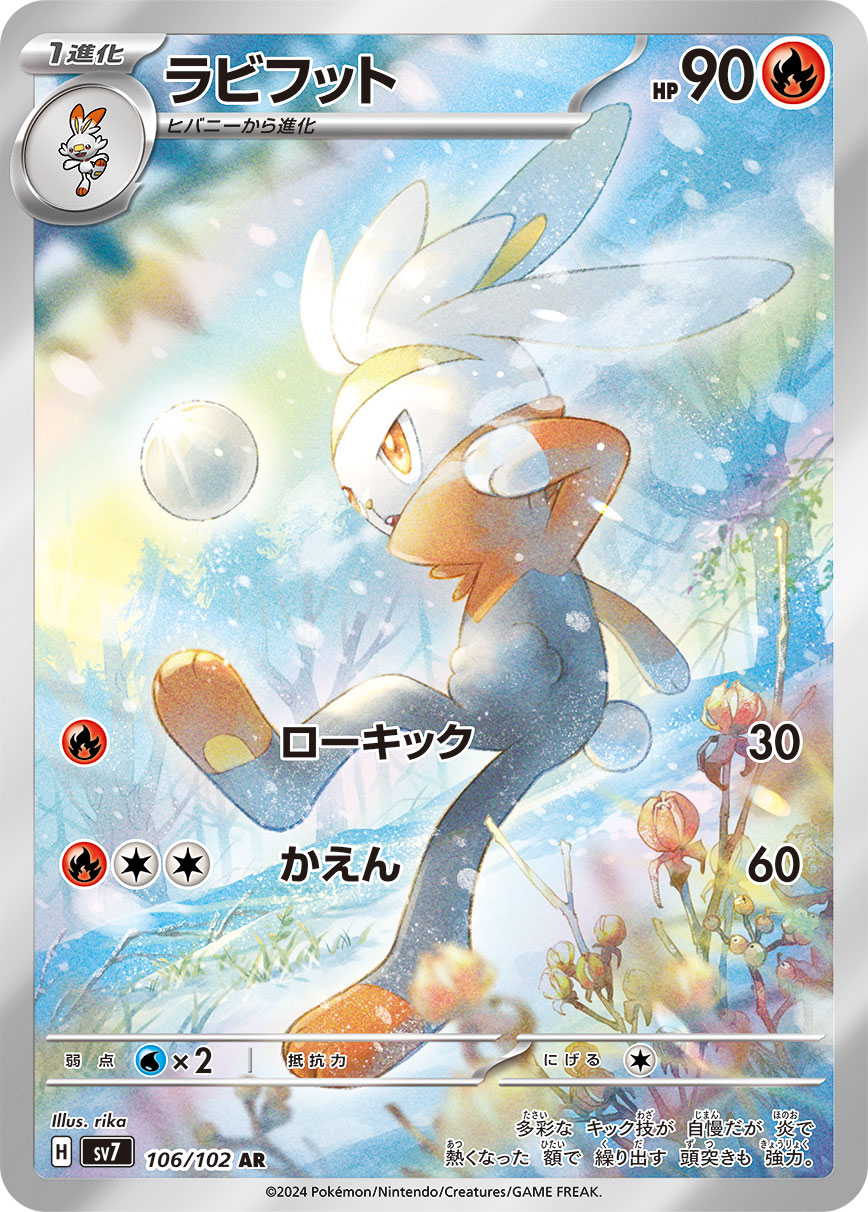 1進化
ラビフット
HP 90
ヒバニーから進化
ローキック 30
かえん 60
弱点 ×2 抵抗力 にげる
Illus. rika
多彩な キック技が 自慢だが 炎で
熱くなった 額で 繰り出す 頭突きも 強力。
H sv7 106/102 AR
©2024 Pokémon/Nintendo/Creatures/GAME FREAK.